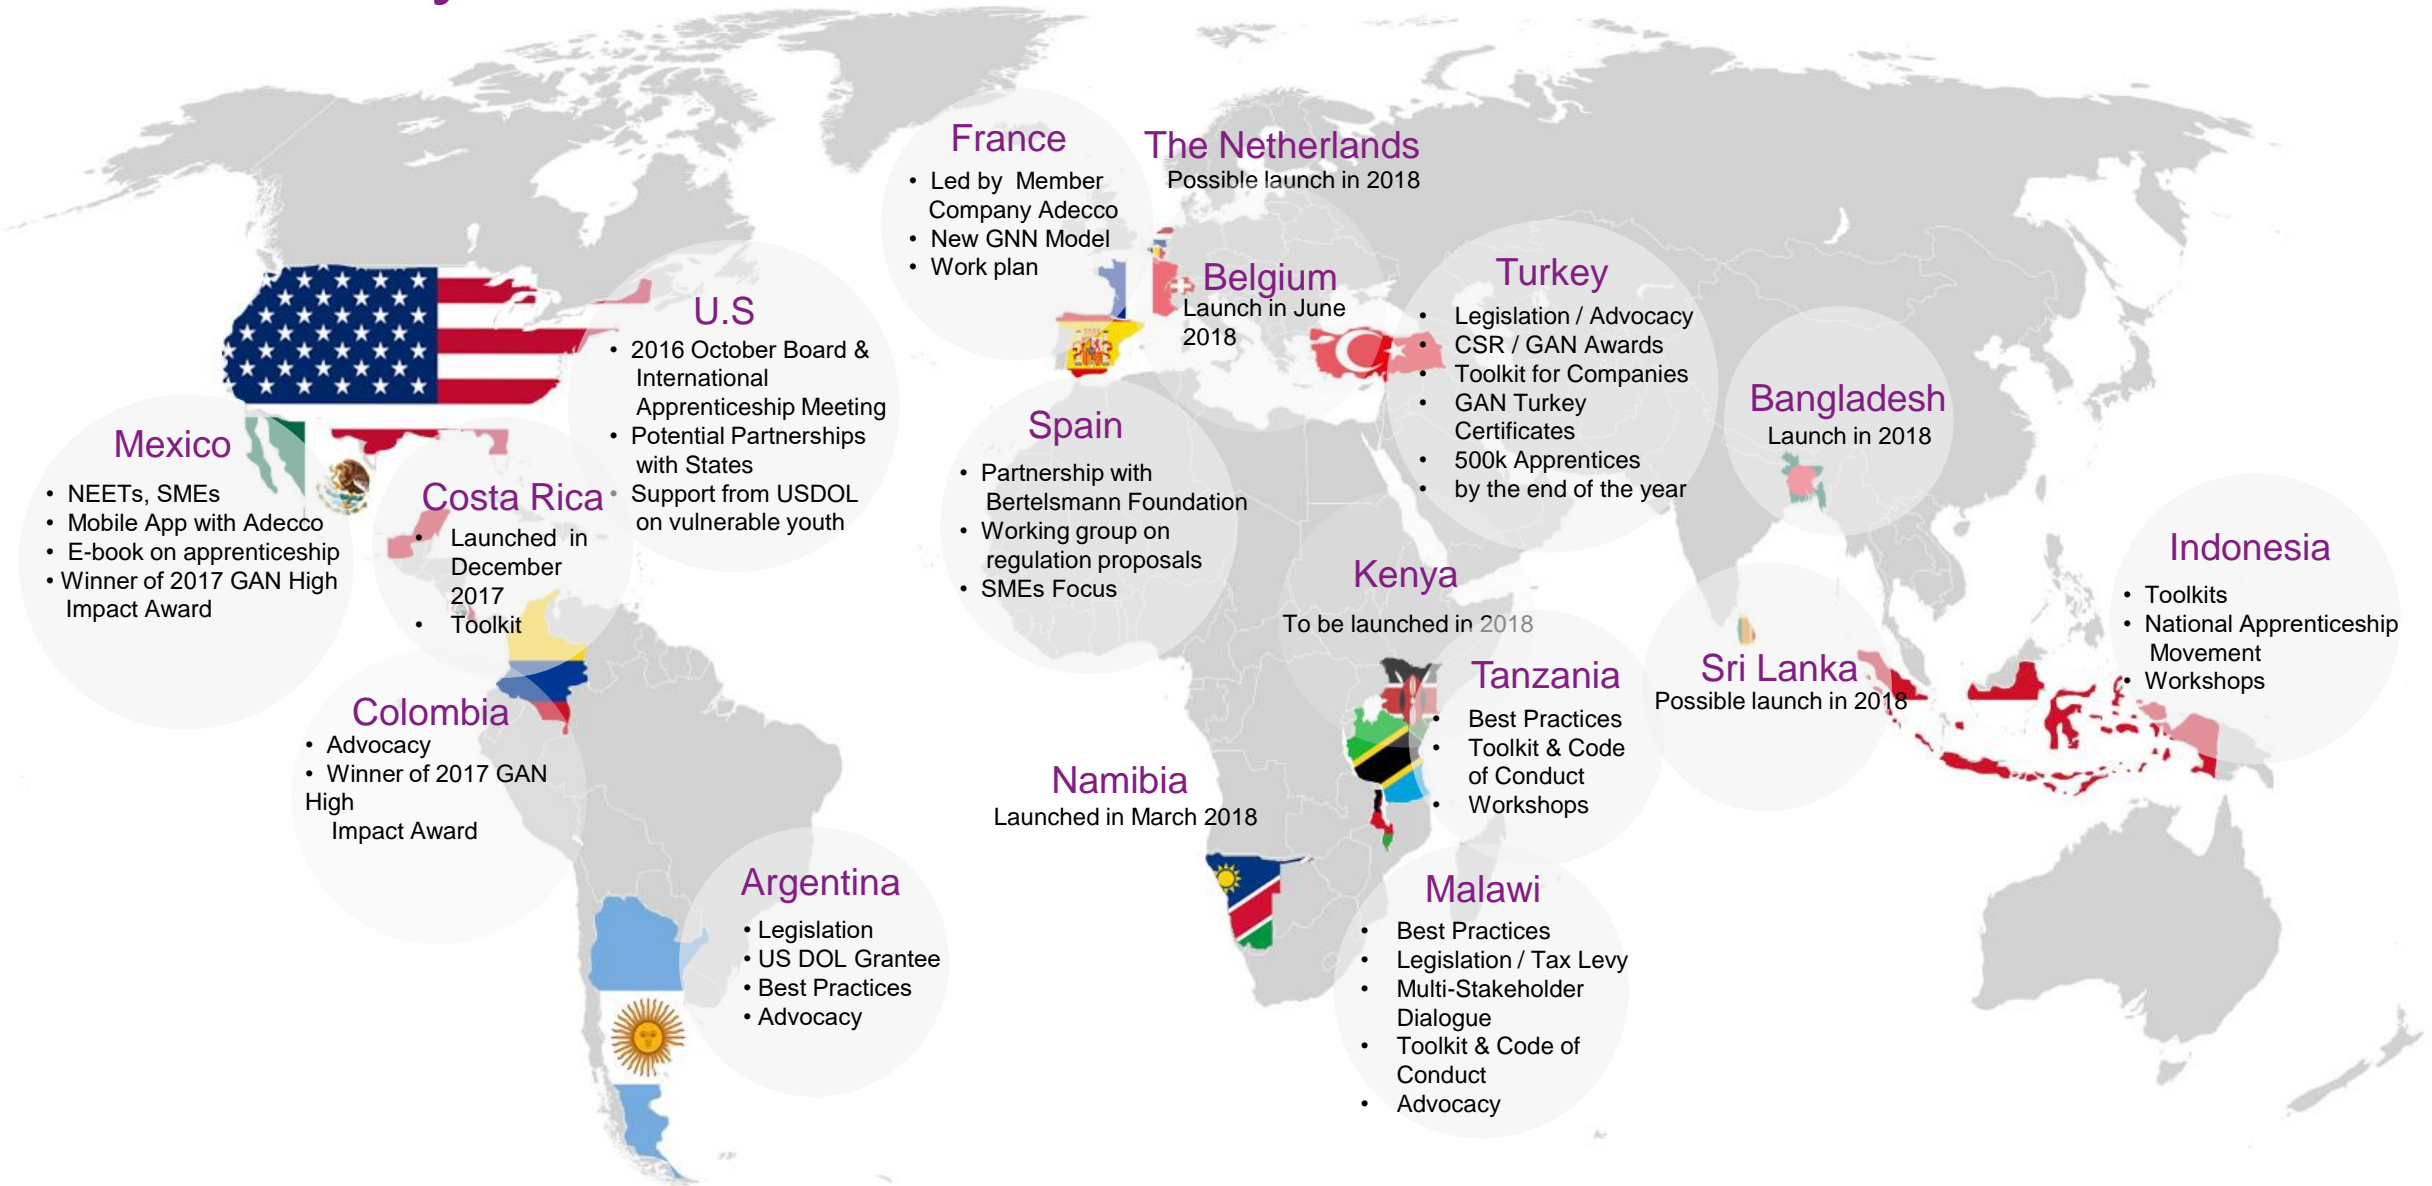 France
• Led by Member
Company Adecco
• New GNN Model
• Work plan
The Netherlands
Possible launch in 2018
Belgium
Launch in June
2018
Turkey
• Legislation / Advocacy
• CSR / GAN Awards
• Toolkit for Companies
• GAN Turkey
Certificates
• 500k Apprentices
• by the end of the year
U.S
• 2016 October Board &
International
Apprenticeship Meeting
• Potential Partnerships
with States
• Support from USDOL
on vulnerable youth
Mexico
• NEETs, SMEs
• Mobile App with Adecco
• E-book on apprenticeship
• Winner of 2017 GAN High
Impact Award
Costa Rica
• Launched in
December
2017
• Toolkit
Spain
• Partnership with
Bertelsmann Foundation
• Working group on
regulation proposals
• SMEs Focus
Bangladesh
Launch in 2018
Indonesia
• Toolkits
• National Apprenticeship
Movement
• Workshops
Kenya
To be launched in 2018
Tanzania
• Best Practices
• Toolkit & Code
of Conduct
• Workshops
Sri Lanka
Possible launch in 2018
Colombia
• Advocacy
• Winner of 2017 GAN
High
Impact Award
Namibia
Launched in March 2018
Argentina
• Legislation
• US DOL Grantee
• Best Practices
• Advocacy
Malawi
• Best Practices
• Legislation / Tax Levy
• Multi-Stakeholder
Dialogue
• Toolkit & Code of
Conduct
• Advocacy